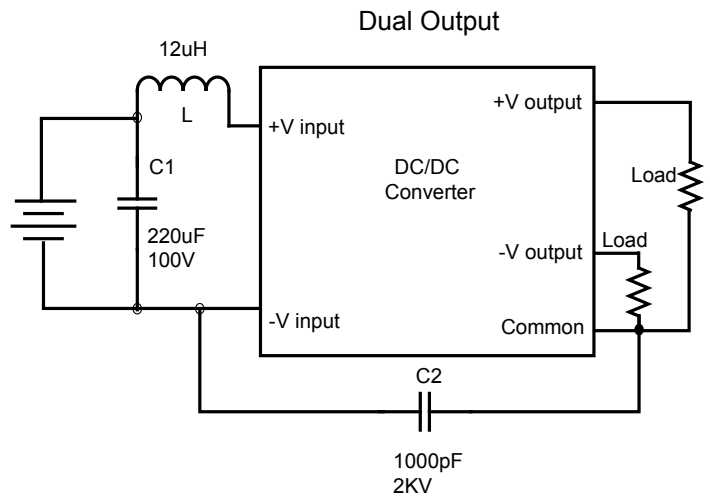 Dual Output
12uH
L
+V input
+V output
C1
DC/DC
Converter
Load
220uF
100V
Load
-V output
-V input
Common
C2
1000pF
2KV